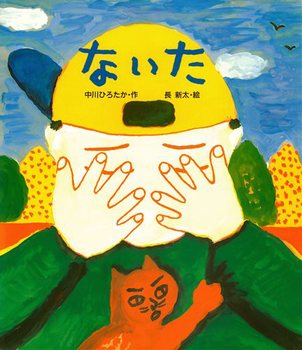 ないた
中川ひろたか・作
長 新太・絵